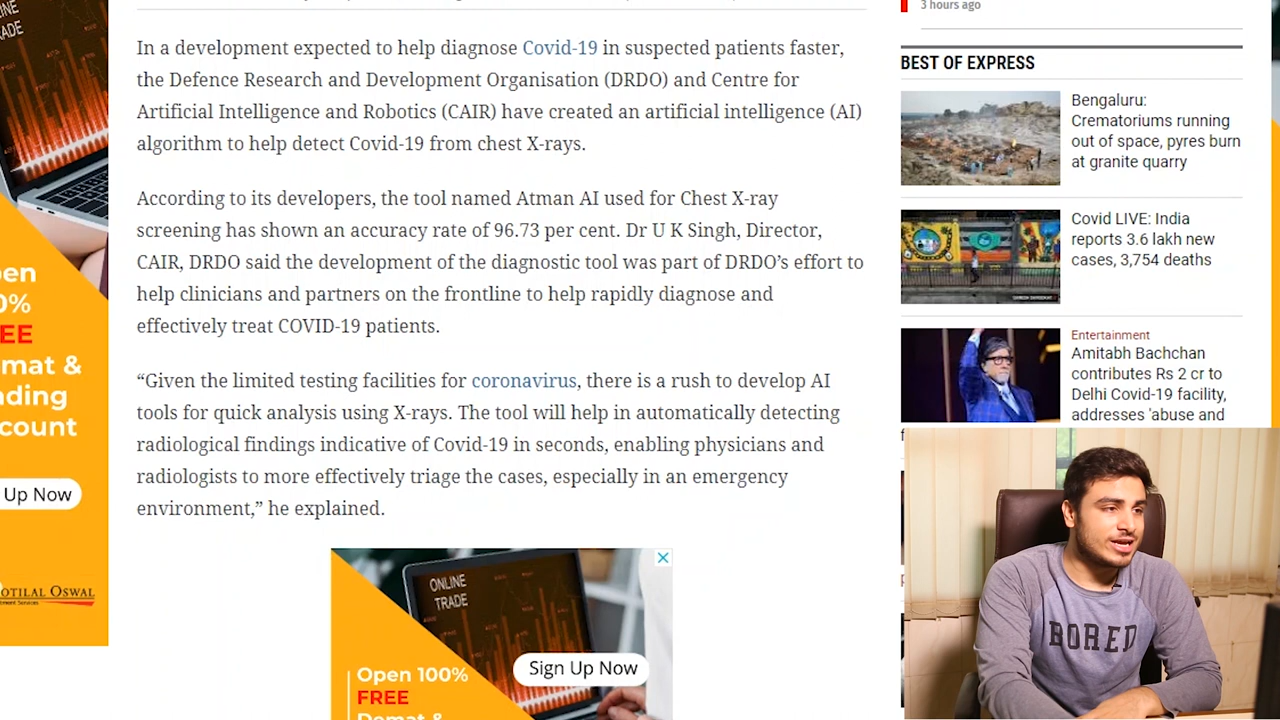 3 hours ago
In a development expected to help diagnose Covid-19 in suspected patients faster,
the Defence Research and Development Organisation (DRDO) and Centre for
Artificial Intelligence and Robotics (CAIR) have created an artificial intelligence (AI)
algorithm to help detect Covid-19 from chest X-rays.
According to its developers, the tool named Atman AI used for Chest X-ray
screening has shown an accuracy rate of 96.73 per cent. Dr U K Singh, Director,
CAIR, DRDO said the development of the diagnostic tool was part of DRDO’s effort to
help clinicians and partners on the frontline to help rapidly diagnose and
effectively treat COVID-19 patients.
“Given the limited testing facilities for coronavirus, there is a rush to develop AI
tools for quick analysis using X-rays. The tool will help in automatically detecting
radiological findings indicative of Covid-19 in seconds, enabling physicians and
radiologists to more effectively triage the cases, especially in an emergency
environment,” he explained.
ONLINE
TRADE
Open 100%
FREE
Demat &
Sign Up Now
BEST OF EXPRESS
Bengaluru:
Crematoriums running
out of space, pyres burn
at granite quarry
Covid LIVE: India
reports 3.6 lakh new
cases, 3,754 deaths
Entertainment
Amitabh Bachchan
contributes Rs 2 cr to
Delhi Covid-19 facility,
addresses 'abuse and
BORED
INE
ADE
en
0%
EE
mat &
ding
count
Up Now
OTILAL OSWAL